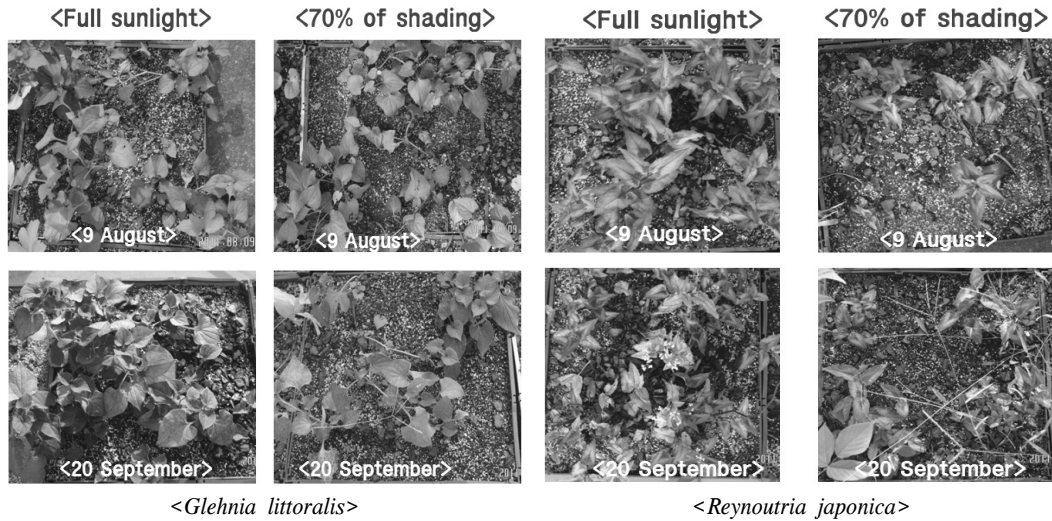 <Full sunlight> <70% of shading> <Full sunlight> <70% of shading>
<9 August> <9 August> <9 August> <9 August>
<20 September> <20 September> <20 September> <20 September>
<Glehnia littoralis> <Reynoutria japonica>